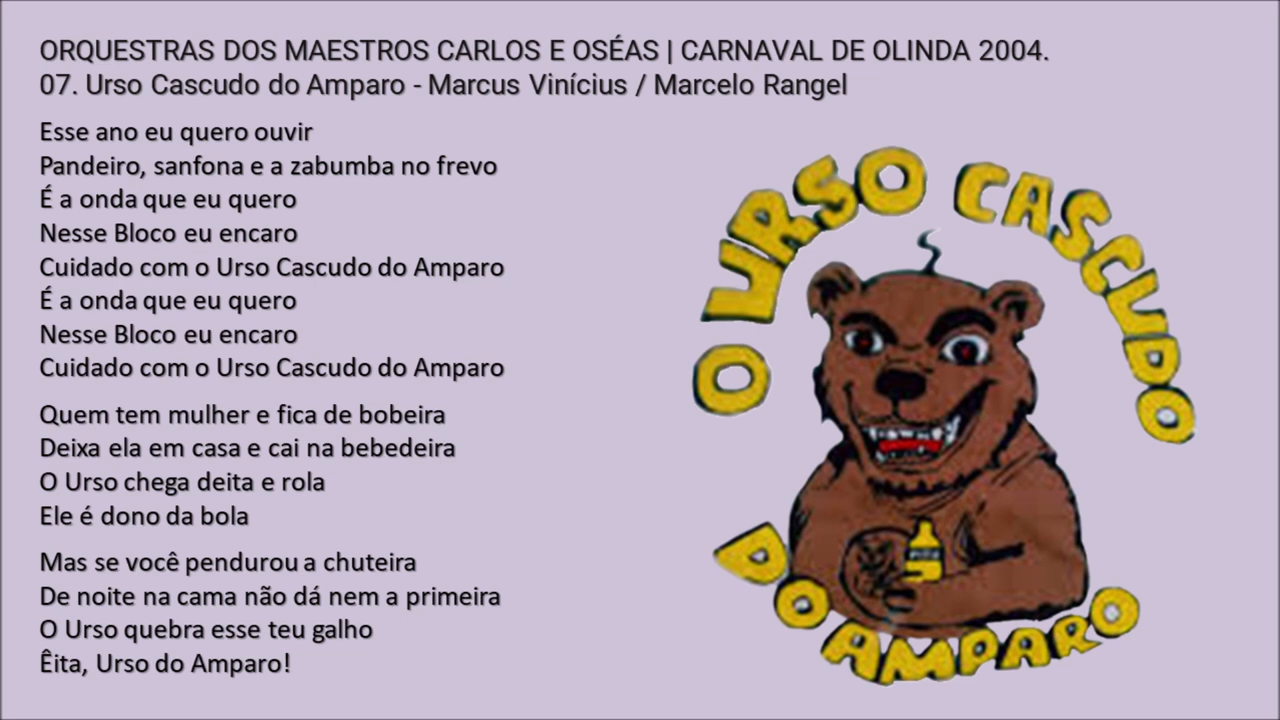 ORQUESTRAS DOS MAESTROS CARLOS E OSÉAS | CARNAVAL DE OLINDA 2004.
07. Urso Cascudo do Amparo - Marcus Vinícius / Marcelo Rangel
Esse ano eu quero ouvir
Pandeiro, sanfona e a zabumba no frevo
É a onda que eu quero
Nesse Bloco eu encaro
Cuidado com o Urso Cascudo do Amparo
É a onda que eu quero
Nesse Bloco eu encaro
Cuidado com o Urso Cascudo do Amparo
Quem tem mulher e fica de bobeira
Deixa ela em casa e cai na bebedeira
O Urso chega deita e rola
Ele é dono da bola
Mas se você pendurou a chuteira
De noite na cama não dá nem a primeira
O Urso quebra esse teu galho
Êita, Urso do Amparo!
O URSO CASCUDO
DO AMPARO